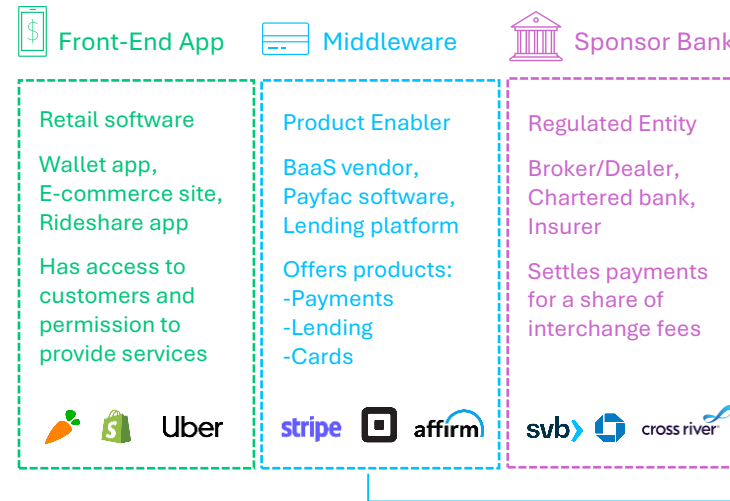 $
Front-End App
Middleware
Sponsor Bank
Retail software
Wallet app,
E-commerce site,
Rideshare app
Has access to
customers and
permission to
provide services
Uber
Product Enabler
BaaS vendor,
Payfac software,
Lending platform
Offers products:
-Payments
-Lending
-Cards
stripe
affirm
Regulated Entity
Broker/Dealer,
Chartered bank,
Insurer
Settles payments
for a share of
interchange fees
svb
cross river